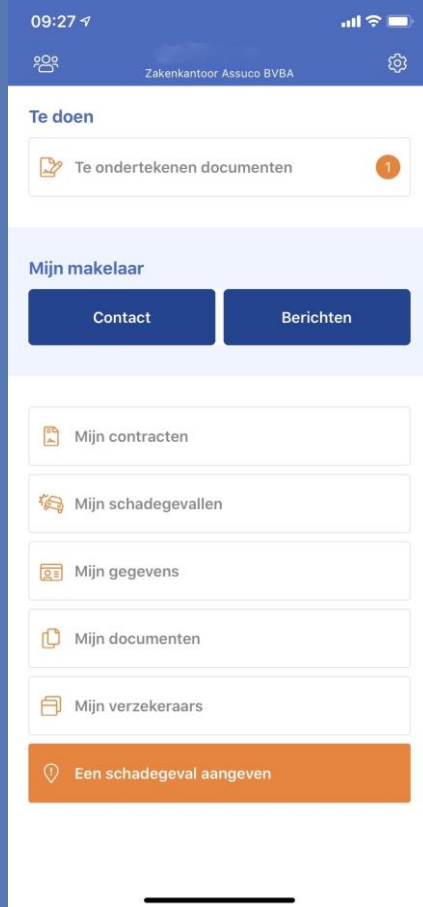 09:27
Zakenkantoor Assuco BVBA
Te doen
Te ondertekenen documenten
1
Mijn makelaar
Contact
Berichten
Mijn contracten
Mijn schadegevallen
Mijn gegevens
Mijn documenten
Mijn verzekeraars
Een schadegeval aangeven